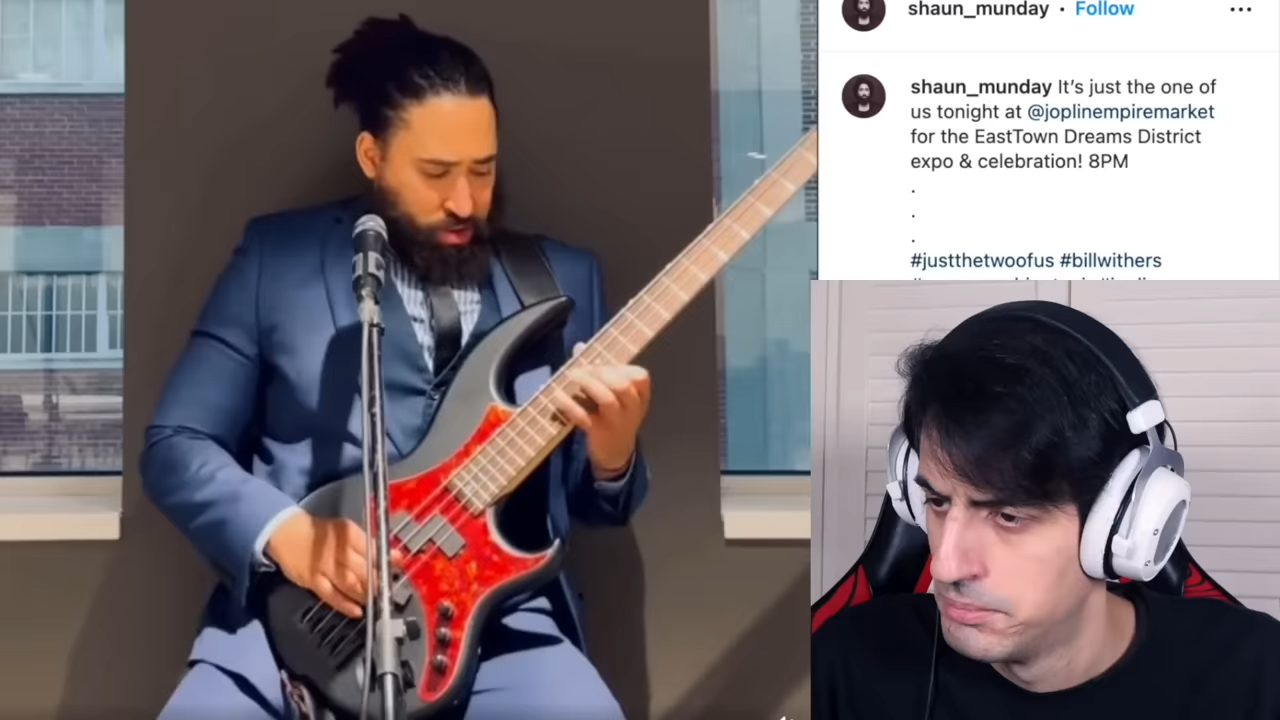 shaun_munday • Follow
shaun_munday It’s just the one of
us tonight at @joplinempiremarket
for the EastTown Dreams District
expo & celebration! 8PM
.
.
.
#justthetwoofus #billwithers